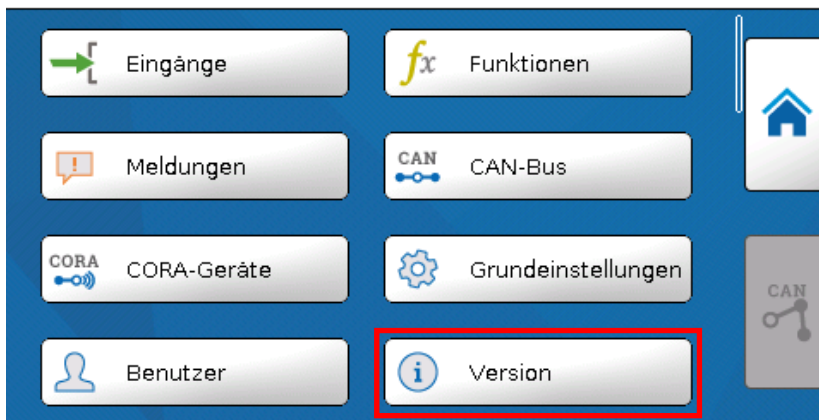 Eingänge
Funktionen
Meldungen
CAN
CAN-Bus
CORA
CORA-Geräte
Grundeinstellungen
CAN
Benutzer
Version